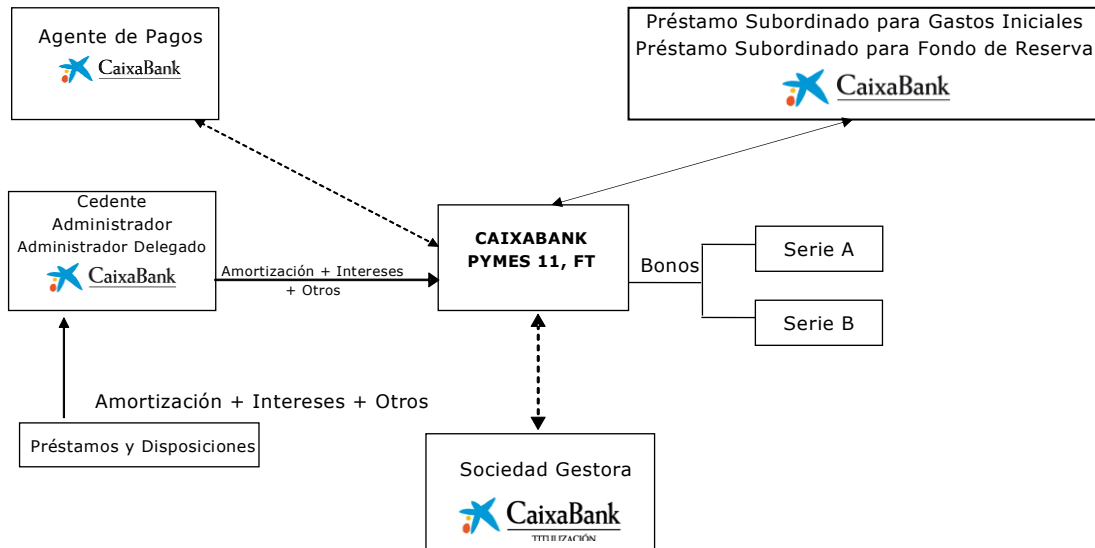 Agente de Pagos
CaixaBank
Préstamo Subordinado para Gastos Iniciales
Préstamo Subordinado para Fondo de Reserva
CaixaBank
Cedente
Administrador
Administrador Delegado
CaixaBank
Amortización + Intereses
+ Otros
CAIXABANK
PYMES 11, FT
Bonos
Serie A
Serie B
Amortización + Intereses + Otros
Préstamos y Disposiciones
Sociedad Gestora
CaixaBank
TITULIZACIÓN